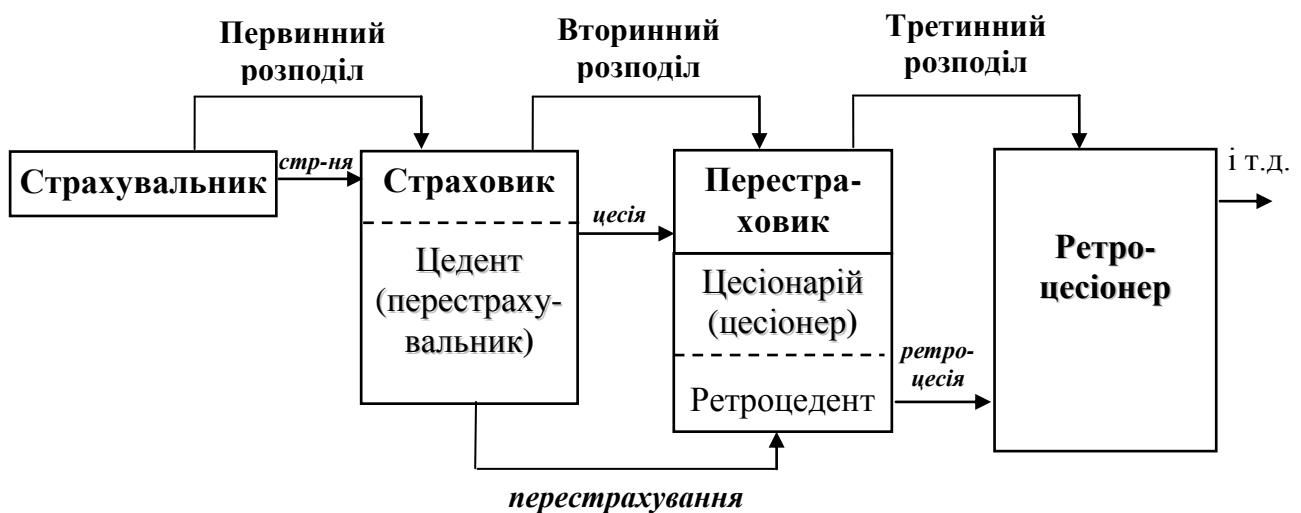 Первинний
розподіл
Вторинний
розподіл
Третинний
розподіл
Страхувальник
стр-ня
Страховик
Цедент
(перестраху-
вальник)
цесія
Перестра-
ховик
Цесіонарій
(цесіонер)
Ретроцедент
ретро-
цесія
Ретро-
цесіонер
і т.д.
перестрахування